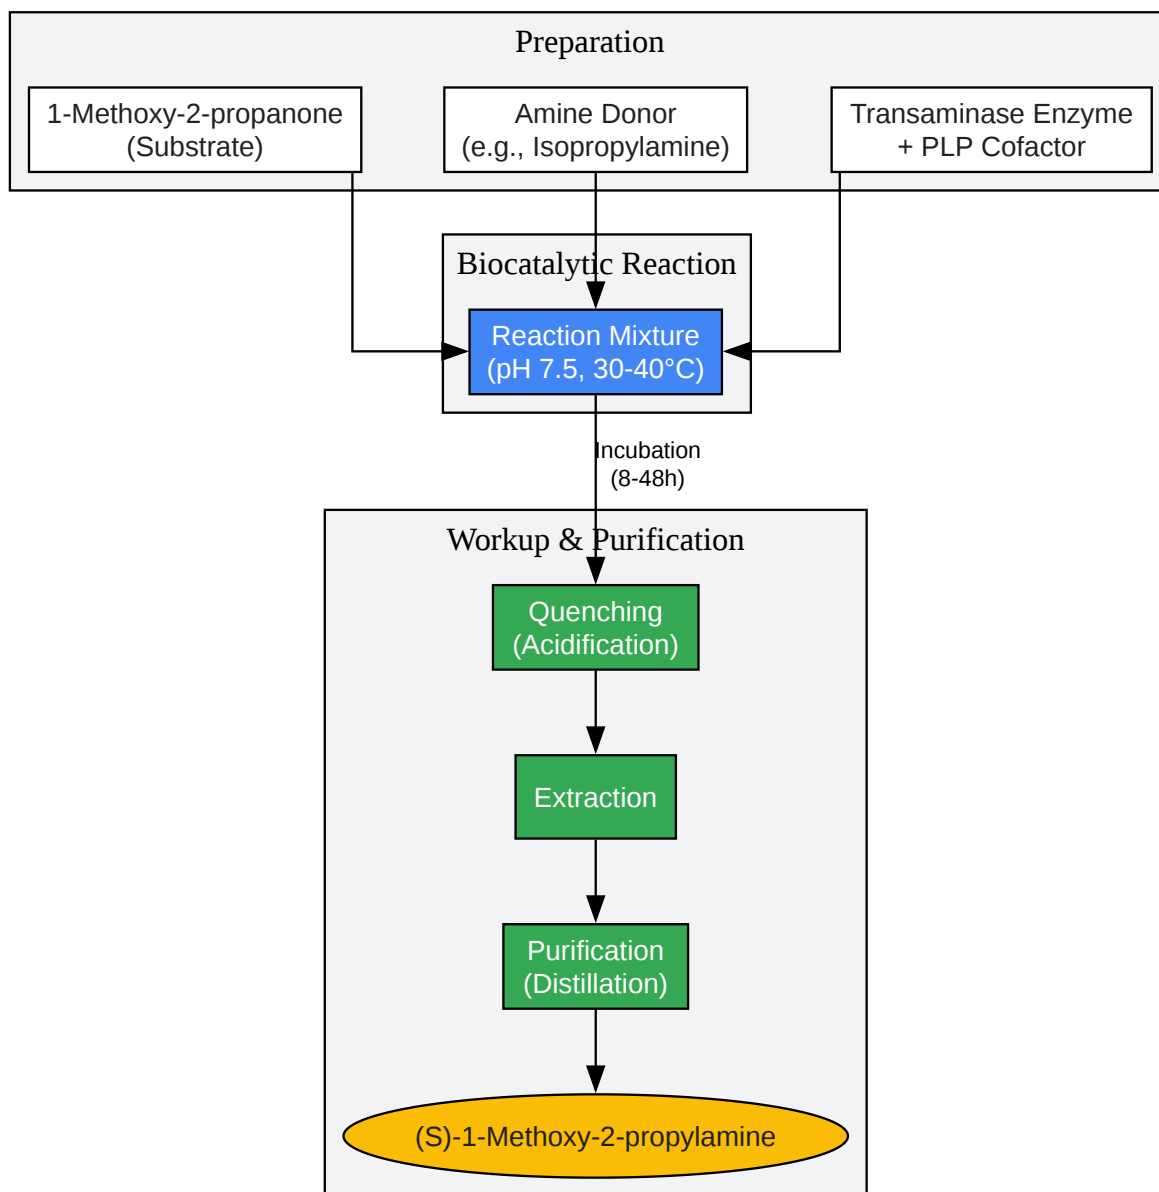 Preparation
1-Methoxy-2-propanone
(Substrate)
Amine Donor
(e.g., Isopropylamine)
Transaminase Enzyme
+ PLP Cofactor
Biocatalytic Reaction
Reaction Mixture
(pH 7.5, 30-40°C)
Incubation
(8-48h)
Workup & Purification
Quenching
(Acidification)
Extraction
Purification
(Distillation)
(S)-1-Methoxy-2-propylamine